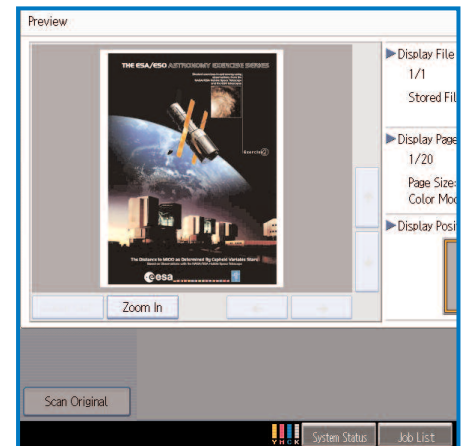 Preview
THE ESA/ESO ASTRONOMY EXERCISE SERIES
Exercise 2
The Distance to M100 as Determined by Cepheid Variable Stars
esa
Zoom In
Display File
1/1
Stored Fil
Display Page
1/20
Page Size:
Color Mod
Display Posi
Scan Original
Y M C K
System Status
Job List